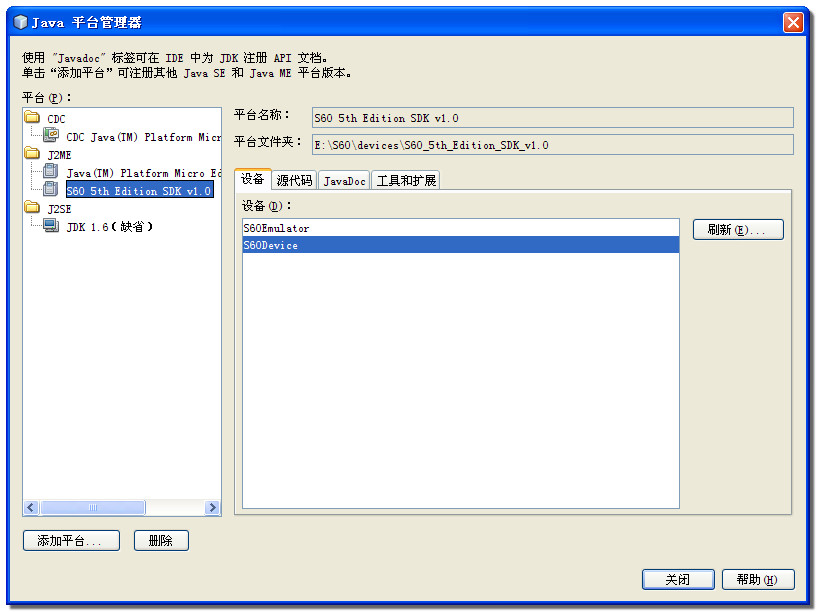 Java 平台管理器
使用 "Javadoc" 标签可在 IDE 中为 JDK 注册 API 文档。
单击“添加平台”可注册其他 Java SE 和 Java ME 平台版本。
平台(P)：
CDC
CDC Java(TM) Platform Micr
J2ME
Java(TM) Platform Micro Ed
S60 5th Edition SDK v1.0
J2SE
JDK 1.6(缺省)
添加平台...
删除
平台名称：
S60 5th Edition SDK v1.0
平台文件夹：
E:\S60\devices\S60_5th_Edition_SDK_v1.0
设备 源代码 JavaDoc 工具和扩展
设备(D)：
S60Emulator
S60Device
刷新(E)...
关闭
帮助(H)